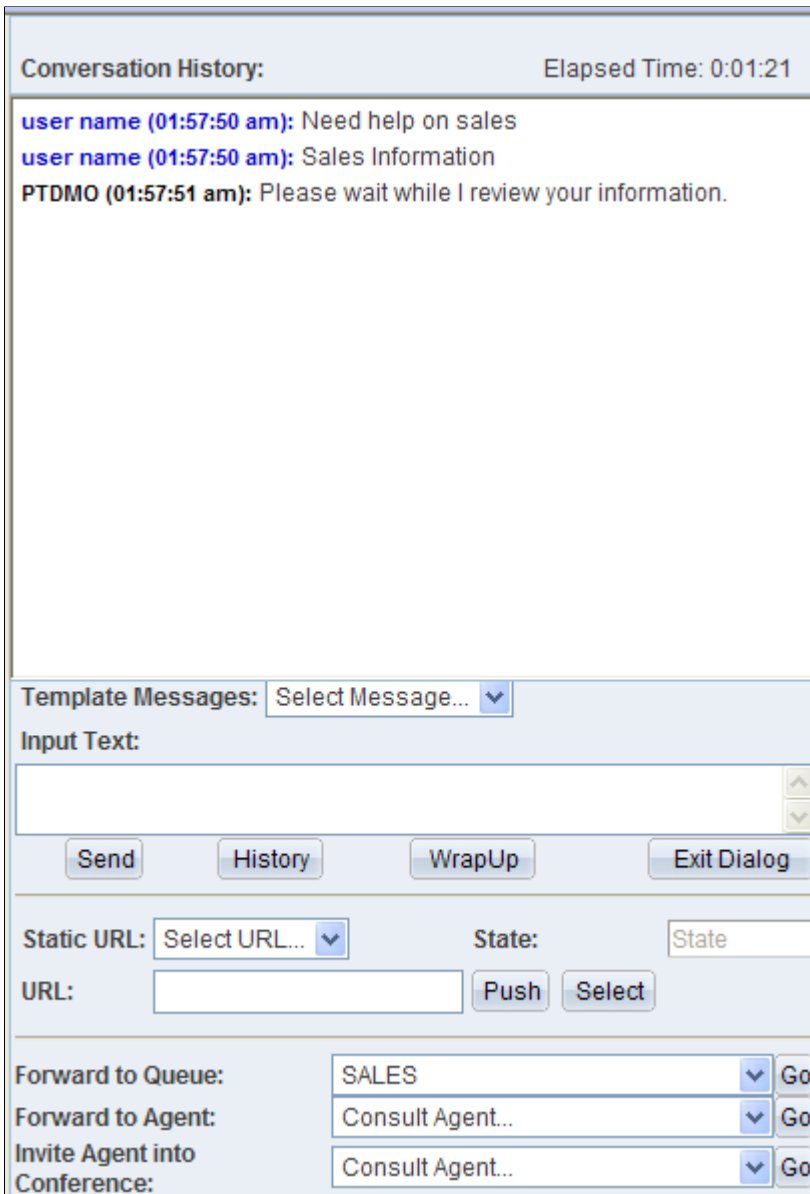 Conversation History: Elapsed Time: 0:01:21
user name (01:57:50 am): Need help on sales
user name (01:57:50 am): Sales Information
PTDMO (01:57:51 am): Please wait while I review your information.
Template Messages: Select Message...
Input Text:
Send History WrapUp Exit Dialog
Static URL: Select URL... State: State
URL: Push Select
Forward to Queue: SALES Go
Forward to Agent: Consult Agent... Go
Invite Agent into
Conference: Consult Agent... Go